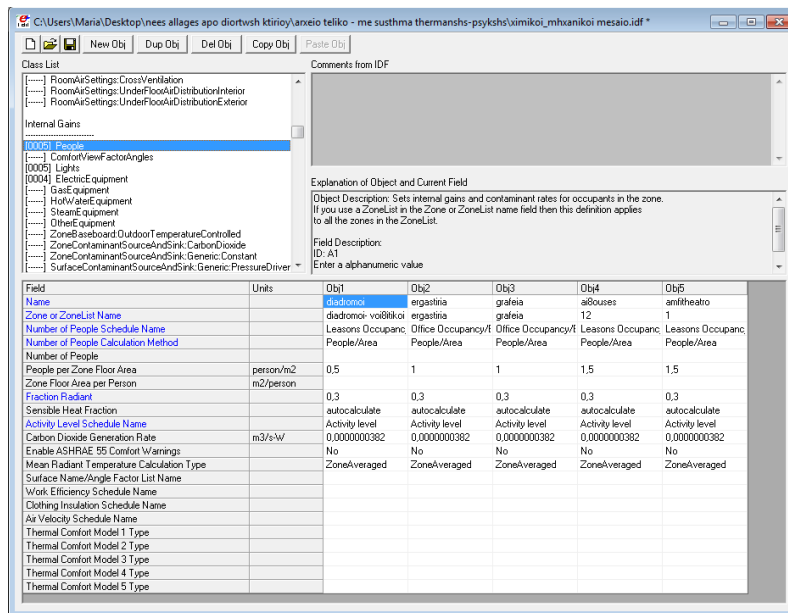 C:\Users\Maria\Desktop\nees allages apo diortwsh ktirioy\arxeio teliko - me susthma thermanshs-psykshs\ximikoi_mhxanikoi mesaio.idf *
New Obj Dup Obj Del Obj Copy Obj Paste Obj
Class List Comments from IDF
[------] RoomAirSettings:CrossVentilation
[------] RoomAirSettings:UnderFloorAirDistributionInterior
[------] RoomAirSettings:UnderFloorAirDistributionExterior
Internal Gains
--------------------------
[0005] People
[------] ComfortViewFactorAngles
[0005] Lights
[0004] ElectricEquipment
[------] GasEquipment
[------] HotWaterEquipment
[------] SteamEquipment
[------] OtherEquipment
[------] ZoneBaseboard:OutdoorTemperatureControlled
[------] ZoneContaminantSourceAndSink:CarbonDioxide
[------] ZoneContaminantSourceAndSink:Generic:Constant
[------] SurfaceContaminantSourceAndSink:Generic:PressureDriver
Explanation of Object and Current Field
Object Description: Sets internal gains and contaminant rates for occupants in the zone.
If you use a ZoneList in the Zone or ZoneList name field then this definition applies
to all the zones in the ZoneList.
Field Description:
ID: A1
Enter a alphanumeric value
Field Units Obj1 Obj2 Obj3 Obj4 Obj5
Name diadromoi ergastiria grafeia ai8ouses amfitheatro
Zone or ZoneList Name diadromoi- voi8itikoi ergastiria grafeia 12 1
Number of People Schedule Name Leasons Occupanc Office Occupancy/E Office Occupancy/E Leasons Occupanc Leasons Occupanc
Number of People Calculation Method People/Area People/Area People/Area People/Area People/Area
Number of People
People per Zone Floor Area person/m2 0,5 1 1 1,5 1,5
Zone Floor Area per Person m2/person
Fraction Radiant 0,3 0,3 0,3 0,3 0,3
Sensible Heat Fraction autocalculate autocalculate autocalculate autocalculate autocalculate
Activity Level Schedule Name Activity level Activity level Activity level Activity level Activity level
Carbon Dioxide Generation Rate m3/s-W 0,0000000382 0,0000000382 0,0000000382 0,0000000382 0,0000000382
Enable ASHRAE 55 Comfort Warnings No No No No No
Mean Radiant Temperature Calculation Type ZoneAveraged ZoneAveraged ZoneAveraged ZoneAveraged ZoneAveraged
Surface Name/Angle Factor List Name
Work Efficiency Schedule Name
Clothing Insulation Schedule Name
Air Velocity Schedule Name
Thermal Comfort Model 1 Type
Thermal Comfort Model 2 Type
Thermal Comfort Model 3 Type
Thermal Comfort Model 4 Type
Thermal Comfort Model 5 Type